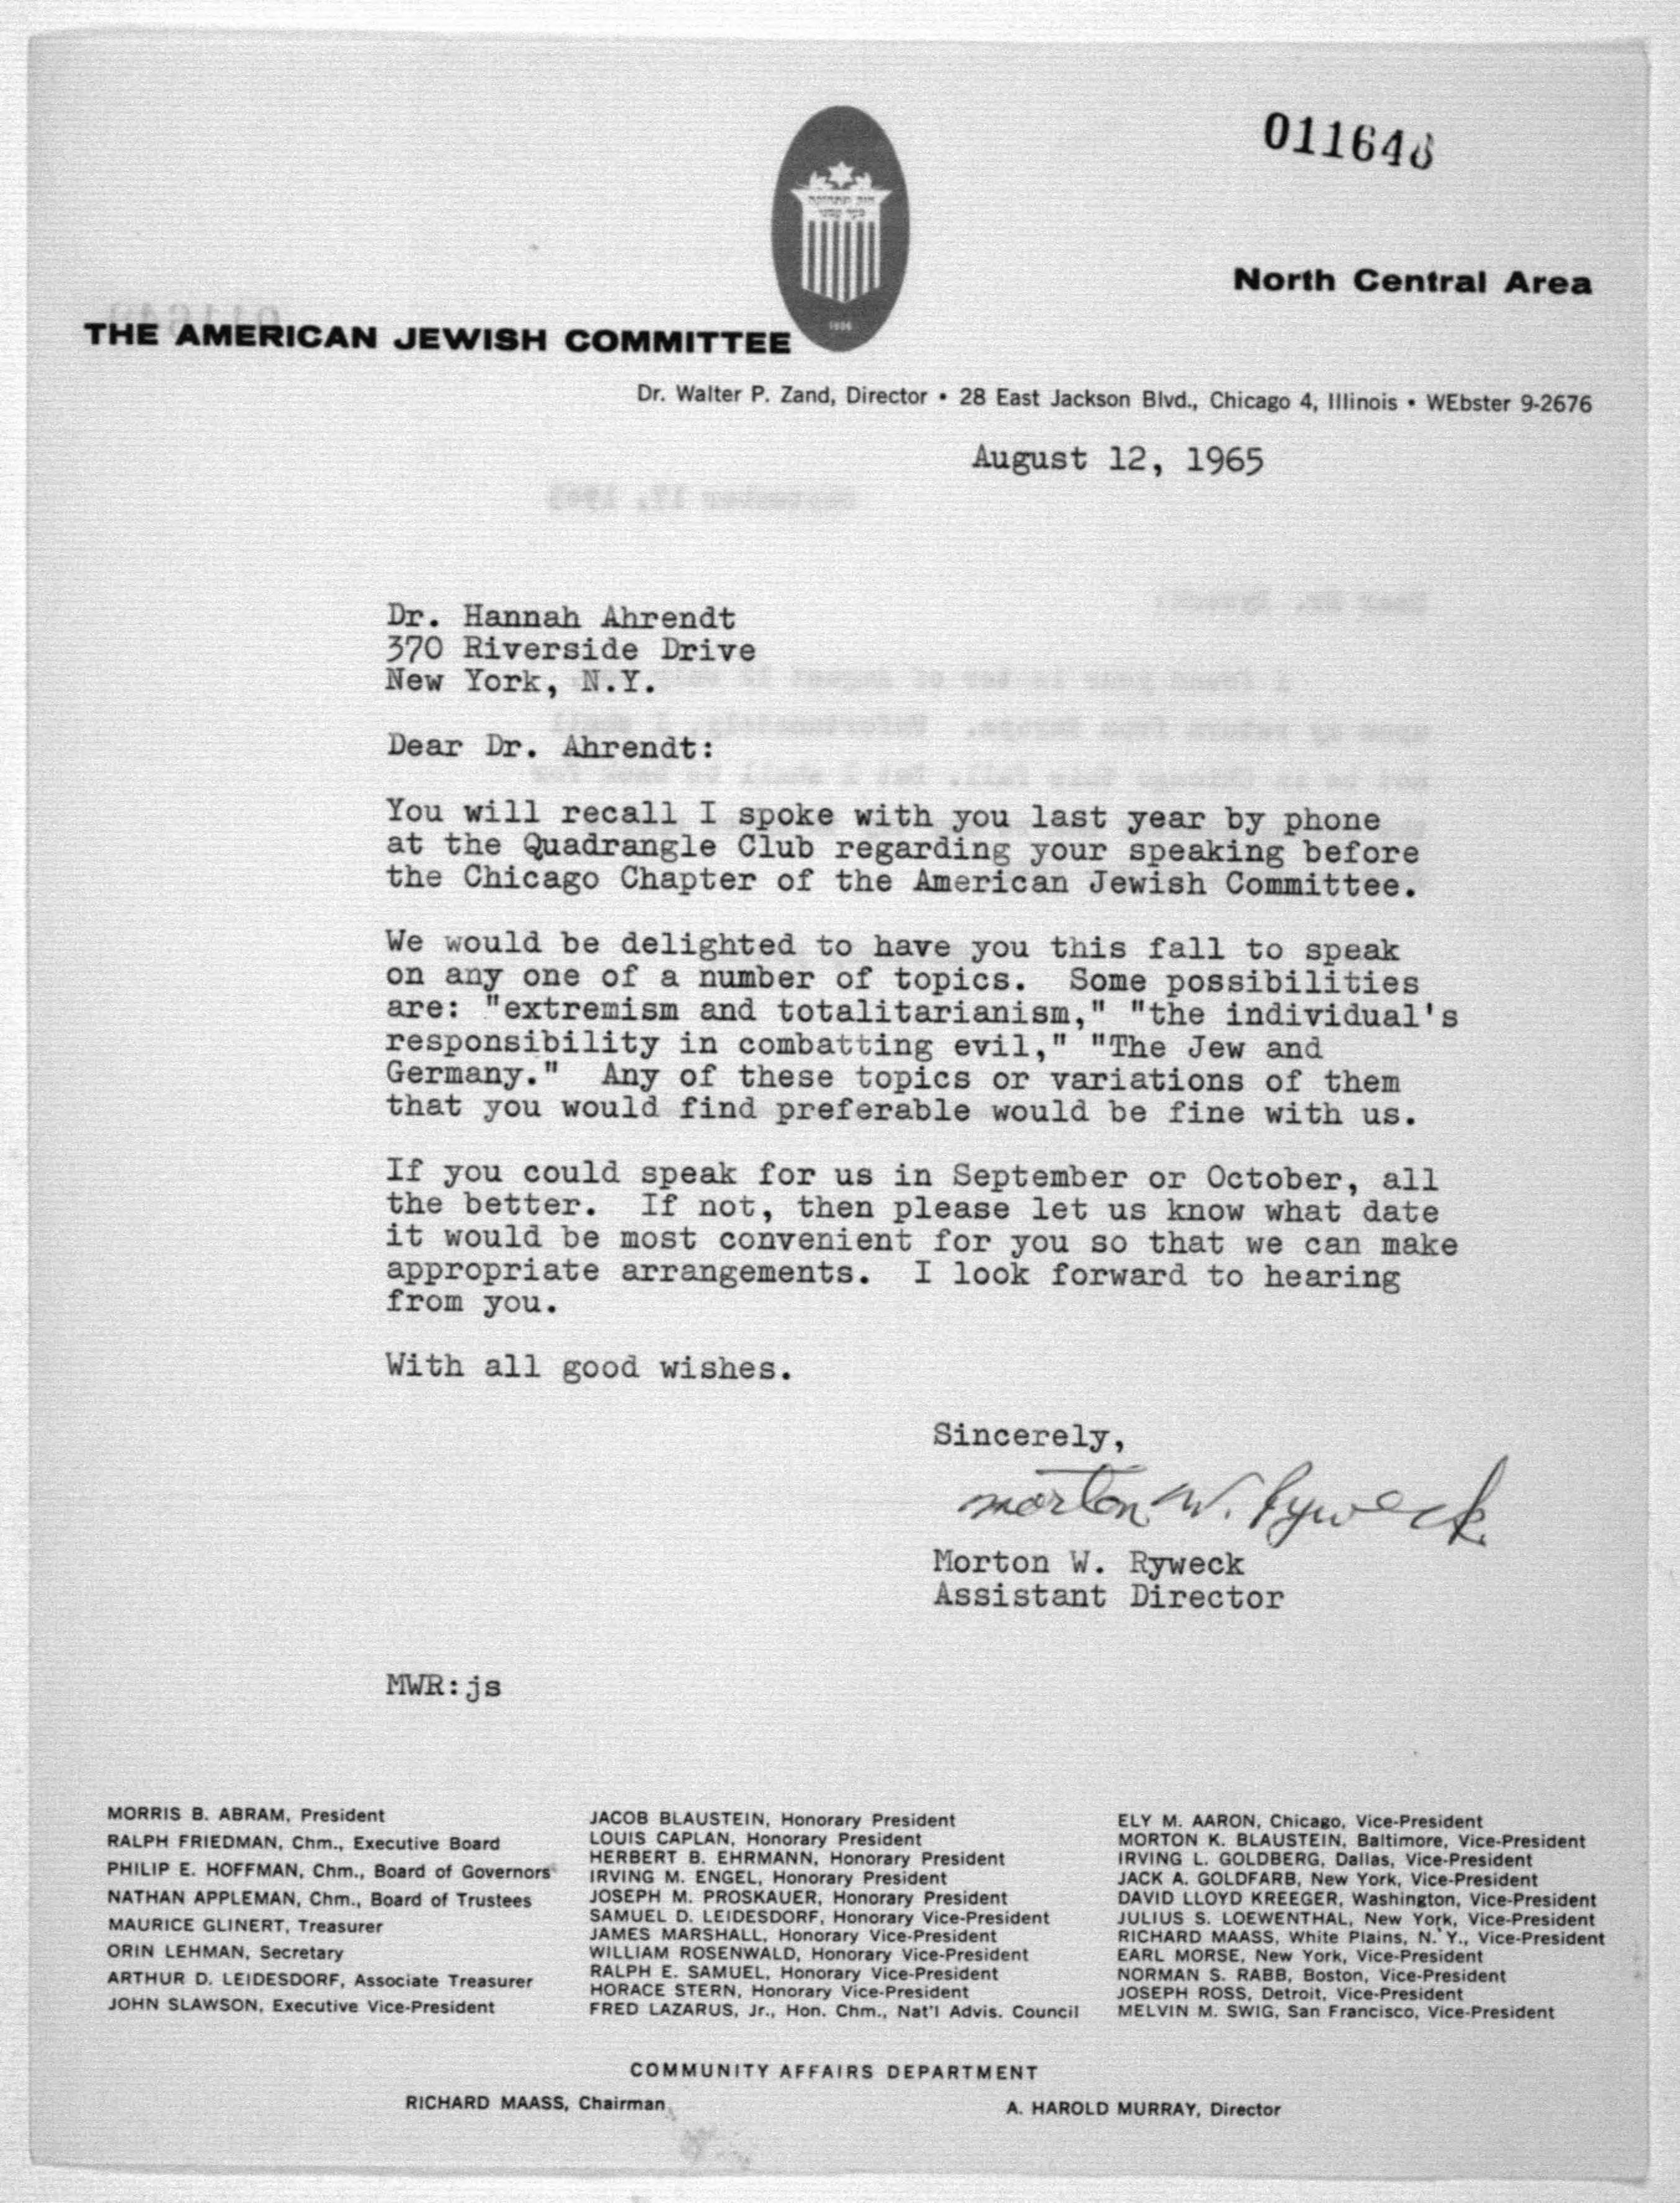 011648
North Central Area
THE AMERICAN JEWISH COMMITTEE
1906
Dr. Walter P. Zand, Director • 28 East Jackson Blvd., Chicago 4, Illinois • WEbster 9-2676
August 12, 1965
Dr. Hannah Ahrendt
370 Riverside Drive
New York, N.Y.
Dear Dr. Ahrendt:
You will recall I spoke with you last year by phone
at the Quadrangle Club regarding your speaking before
the Chicago Chapter of the American Jewish Committee.
We would be delighted to have you this fall to speak
on any one of a number of topics. Some possibilities
are: "extremism and totalitarianism," "the individual's
responsibility in combatting evil," "The Jew and
Germany." Any of these topics or variations of them
that you would find preferable would be fine with us.
If you could speak for us in September or October, all
the better. If not, then please let us know what date
it would be most convenient for you so that we can make
appropriate arrangements. I look forward to hearing
from you.
With all good wishes.
Sincerely,
Morton W. Ryweck
Morton W. Ryweck
Assistant Director
MWR:js
MORRIS B. ABRAM, President
RALPH FRIEDMAN, Chm., Executive Board
PHILIP E. HOFFMAN, Chm., Board of Governors
NATHAN APPLEMAN, Chm., Board of Trustees
MAURICE GLINERT, Treasurer
ORIN LEHMAN, Secretary
ARTHUR D. LEIDESDORF, Associate Treasurer
JOHN SLAWSON, Executive Vice-President
JACOB BLAUSTEIN, Honorary President
LOUIS CAPLAN, Honorary President
HERBERT B. EHRMANN, Honorary President
IRVING M. ENGEL, Honorary President
JOSEPH M. PROSKAUER, Honorary President
SAMUEL D. LEIDESDORF, Honorary Vice-President
JAMES MARSHALL, Honorary Vice-President
WILLIAM ROSENWALD, Honorary Vice-President
RALPH E. SAMUEL, Honorary Vice-President
HORACE STERN, Honorary Vice-President
FRED LAZARUS, Jr., Hon. Chm., Nat'l Advis. Council
ELY M. AARON, Chicago, Vice-President
MORTON K. BLAUSTEIN, Baltimore, Vice-President
IRVING L. GOLDBERG, Dallas, Vice-President
JACK A. GOLDFARB, New York, Vice-President
DAVID LLOYD KREEGER, Washington, Vice-President
JULIUS S. LOEWENTHAL, New York, Vice-President
RICHARD MAASS, White Plains, N. Y., Vice-President
EARL MORSE, New York, Vice-President
NORMAN S. RABB, Boston, Vice-President
JOSEPH ROSS, Detroit, Vice-President
MELVIN M. SWIG, San Francisco, Vice-President
COMMUNITY AFFAIRS DEPARTMENT
RICHARD MAASS, Chairman
A. HAROLD MURRAY, Director